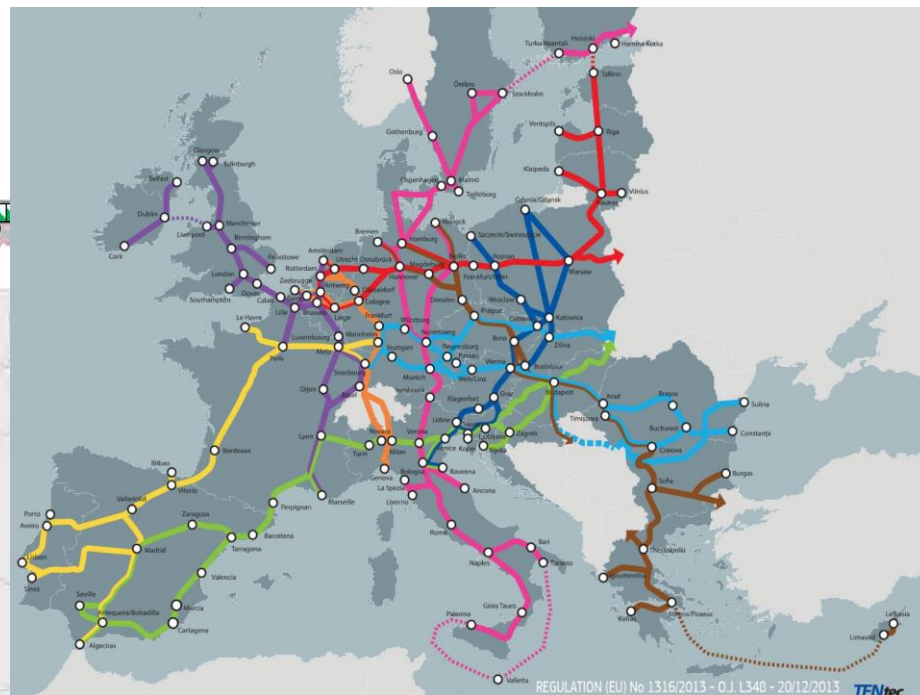 Oslo
Örebro
Stockholm
Turku/Naantali
Helsinki
Hamina Kotka
Tallinn
Gothenburg
Ventspils
Riga
Glasgow
Edinburgh
Belfast
Klaipeda
Vilnius
Kaunas
Copenhagen
Malmö
Trelleborg
Dublin
Manchester
Liverpool
Birmingham
Cork
Felixstowe
London
Southampton
Dover
Calais
Zeebrugge
Amsterdam
Rotterdam
Utrecht
Osnabrück
Bremen
Hamburg
Rostock
Gdynia/Gdansk
Szczecin/Swinoujscie
Magdeburg
Berlin
Hannover
Frankfurt/Oder
Poznan
Warsaw
Antwerp
Düsseldorf
Cologne
Brussels
Liège
Lille
Dresden
Wroclaw
Katowice
Ostrava
Prague
Le Havre
Luxembourg
Frankfurt
Mannheim
Würzburg
Nuremberg
Regensburg
Passau
Brno
Zilina
Paris
Metz
Strasbourg
Stuttgart
Munich
Wels/Linz
Vienna
Bratislava
Budapest
Dijon
Basel
Klagenfurt
Graz
Udine
Ljubljana
Zagreb
Arad
Brașov
Sulina
Timișoara
Bucharest
Constanța
Craiova
Lyon
Turin
Novara
Milan
Verona
Venice
Koper
Rijeka
Genova
Bologna
Ravenna
La Spezia
Livorno
Ancona
Marseille
Bordeaux
Bilbao
Vitoria
Valladolid
Perpignan
Zaragoza
Barcelona
Tarragona
Porto
Aveiro
Madrid
Lisbon
Sines
Valencia
Murcia
Cartagena
Seville
Antequera/Bobadilla
Algeciras
Rome
Naples
Bari
Taranto
Gioia Tauro
Palermo
Valletta
Sofia
Burgas
Thessaloniki
Igoumenitsa
Patras
Athens/Piraeus
Lefkosia
Limassol
REGULATION (EU) No 1316/2013 - O.J. L348 - 20/12/2013
TENtec